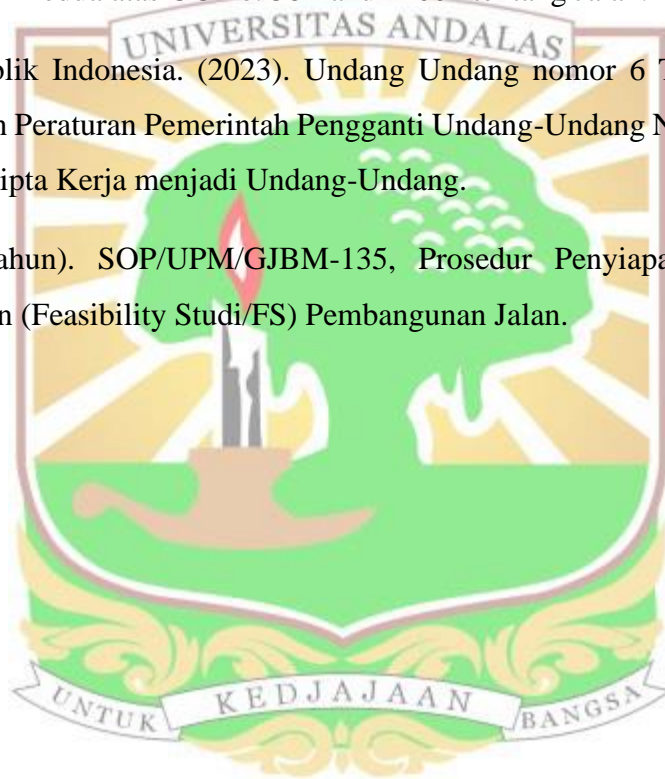 UNIVERSITAS ANDALAS
blik Indonesia. (2023). Undang Undang nomor 6 T
n Peraturan Pemerintah Pengganti Undang-Undang N
ipta Kerja menjadi Undang-Undang.
ahun). SOP/UPM/GJBM-135, Prosedur Penyiapa
n (Feasibility Studi/FS) Pembangunan Jalan.
UNTUK KEDJAJAAN BANGSA